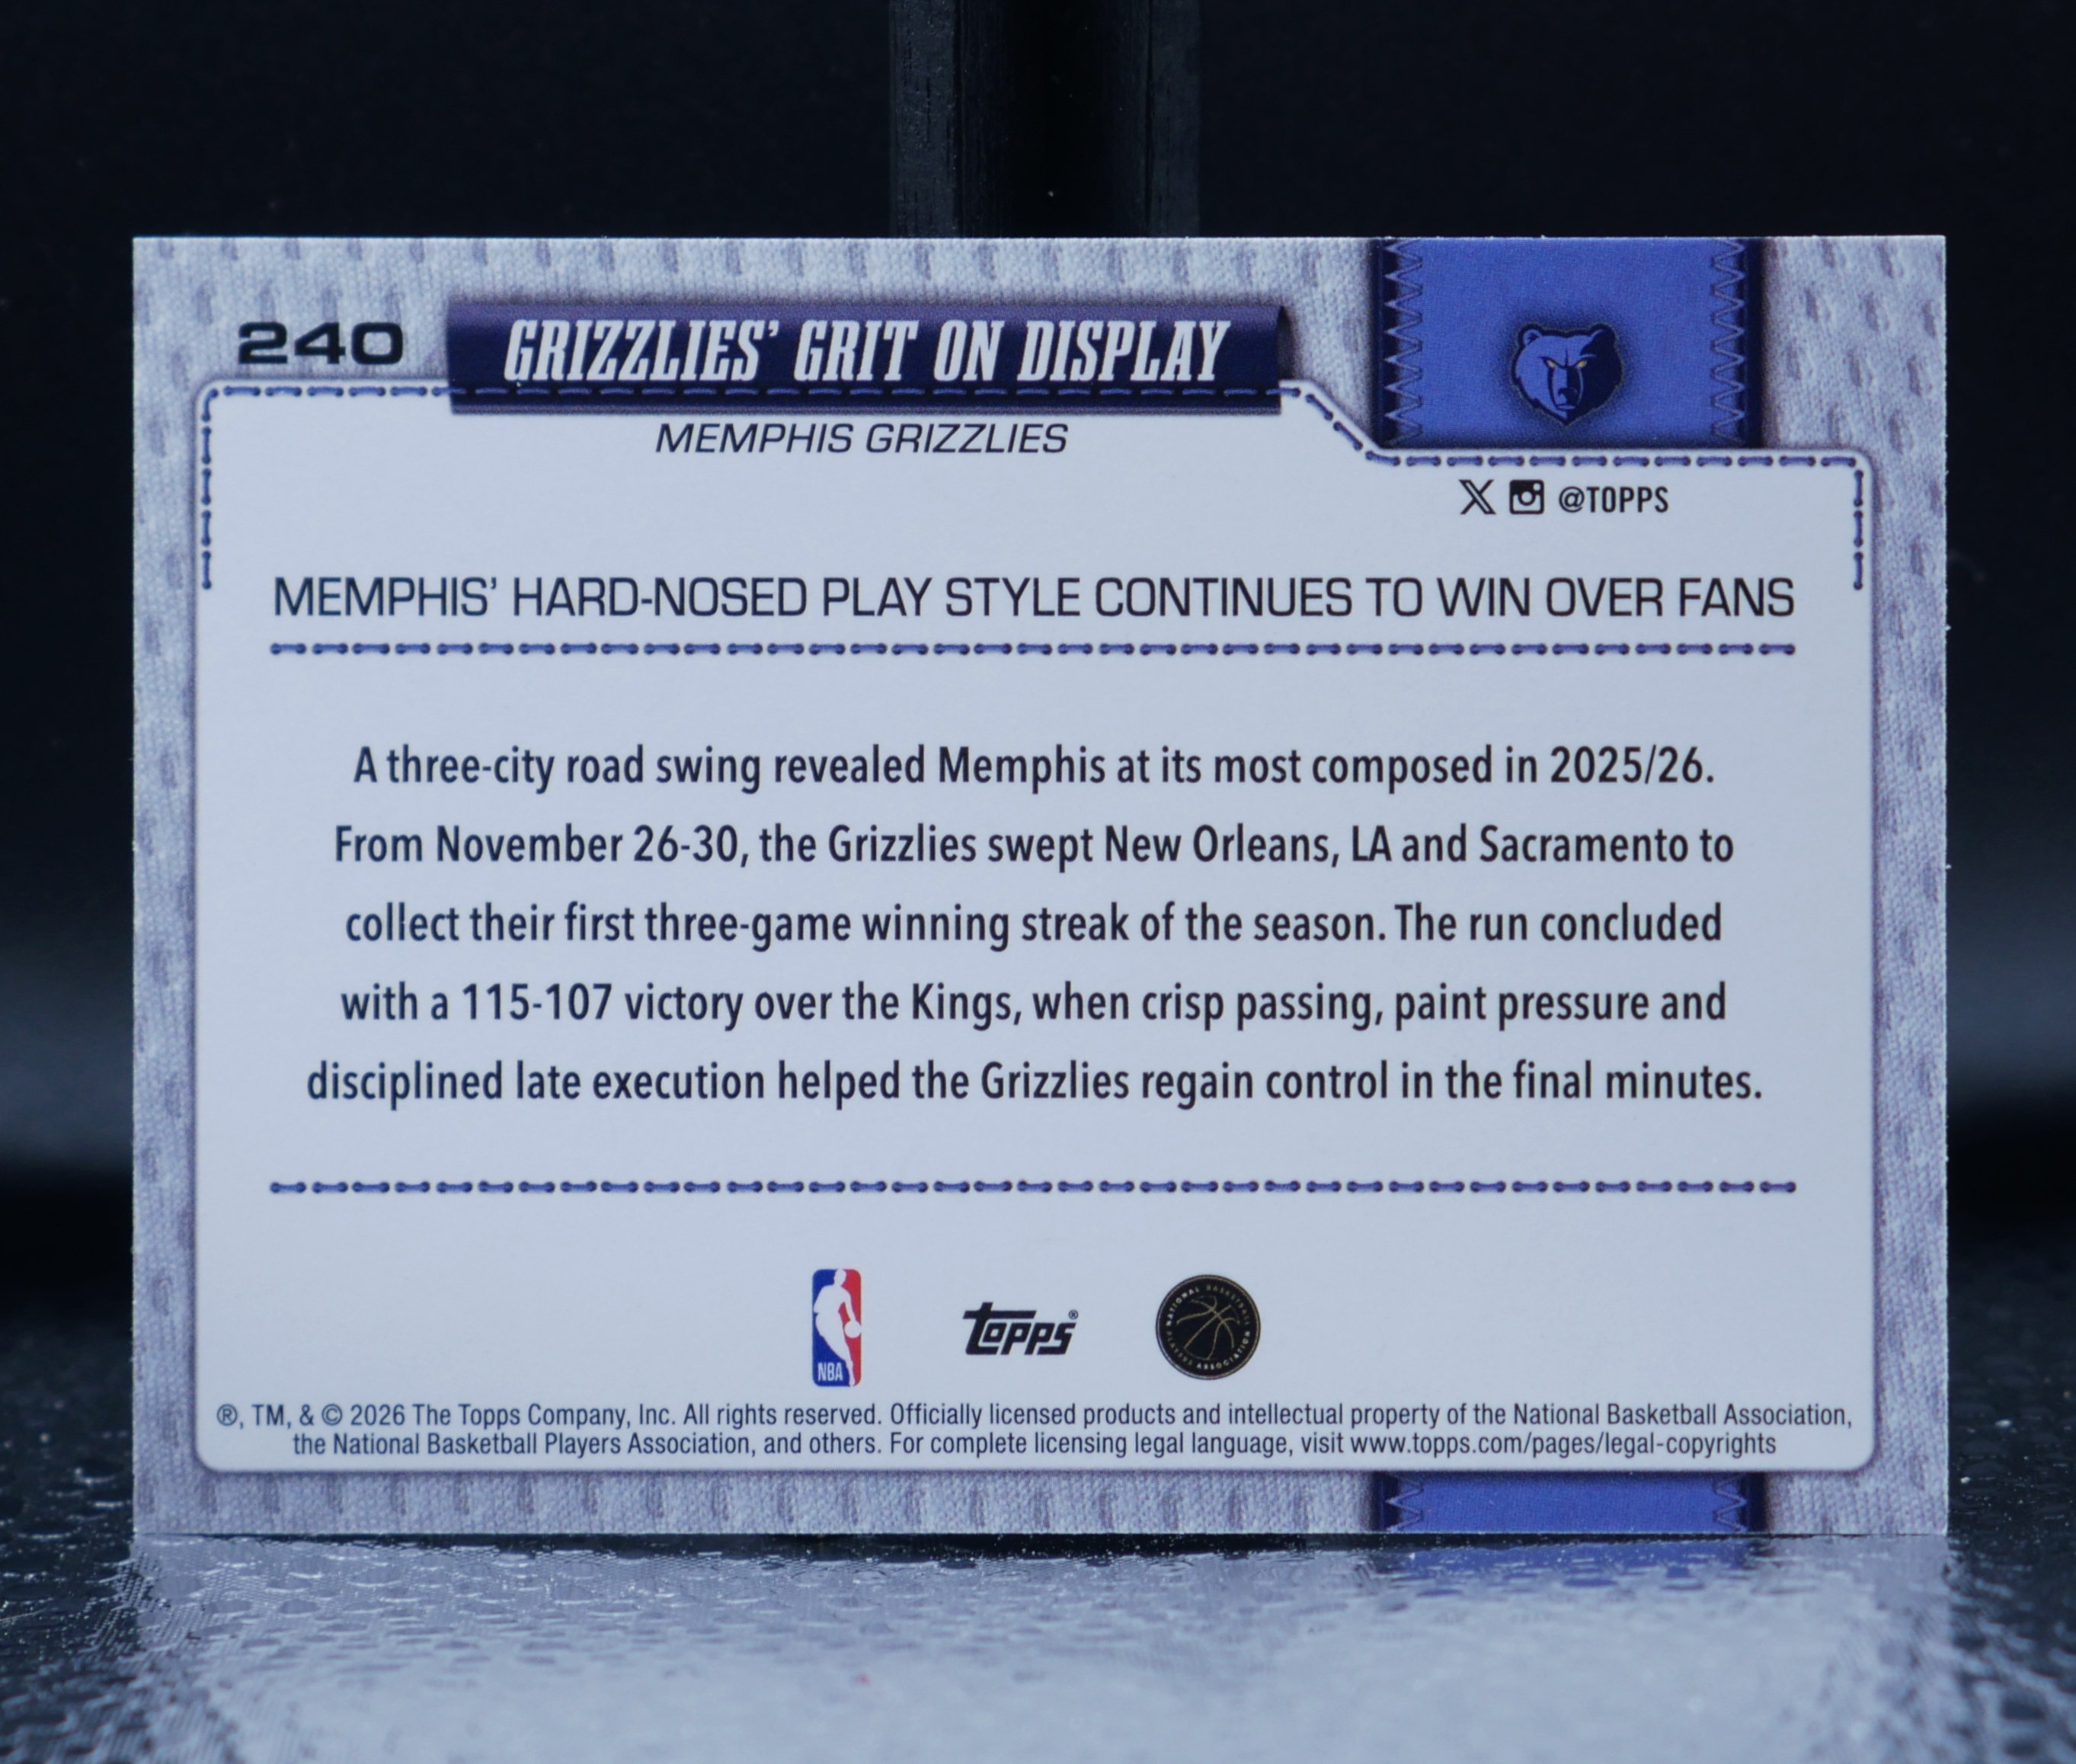 240
GRIZZLIES' GRIT ON DISPLAY
MEMPHIS GRIZZLIES
X @TOPPS
MEMPHIS' HARD-NOSED PLAY STYLE CONTINUES TO WIN OVER FANS
A three-city road swing revealed Memphis at its most composed in 2025/26.
From November 26-30, the Grizzlies swept New Orleans, LA and Sacramento to
collect their first three-game winning streak of the season. The run concluded
with a 115-107 victory over the Kings, when crisp passing, paint pressure and
disciplined late execution helped the Grizzlies regain control in the final minutes.
NBA
topps®
NATIONAL BASKETBALL PLAYERS ASSOCIATION
®, TM, & © 2026 The Topps Company, Inc. All rights reserved. Officially licensed products and intellectual property of the National Basketball Association,
the National Basketball Players Association, and others. For complete licensing legal language, visit www.topps.com/pages/legal-copyrights